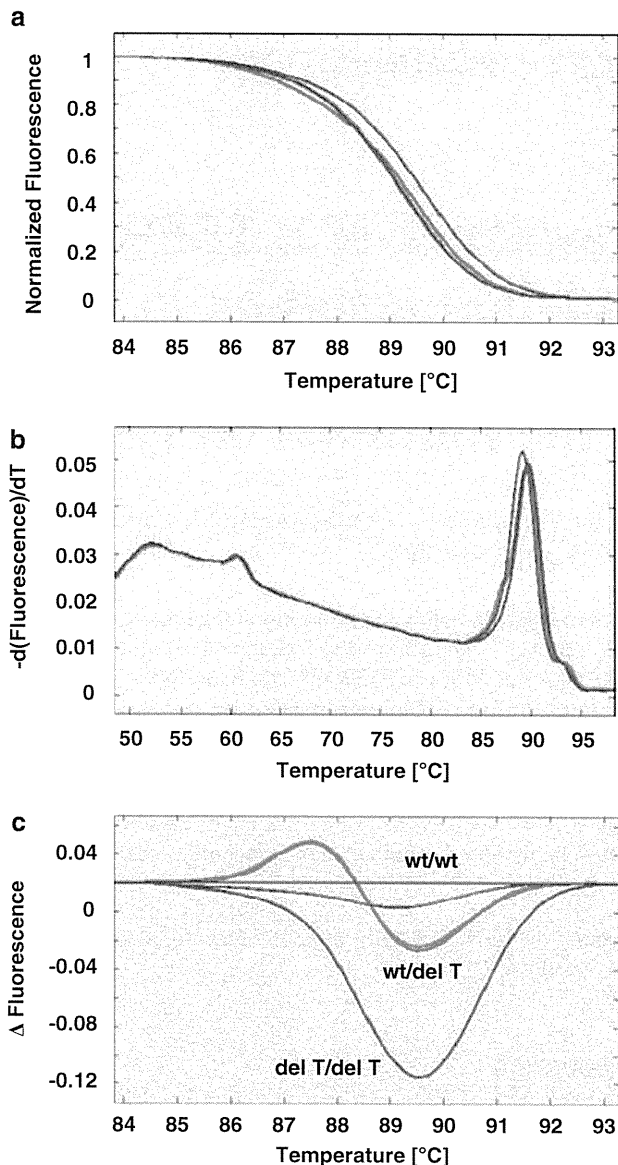 a
Normalized Fluorescence
1
0.8
0.6
0.4
0.2
0
84 85 86 87 88 89 90 91 92 93
Temperature [°C]
b
-d(Fluorescence)/dT
0.05
0.04
0.03
0.02
0.01
0
50 55 60 65 70 75 80 85 90 95
Temperature [°C]
c
Δ Fluorescence
0.04
0
-0.04
-0.08
-0.12
wt/wt
wt/del T
del T/del T
84 85 86 87 88 89 90 91 92 93
Temperature [°C]